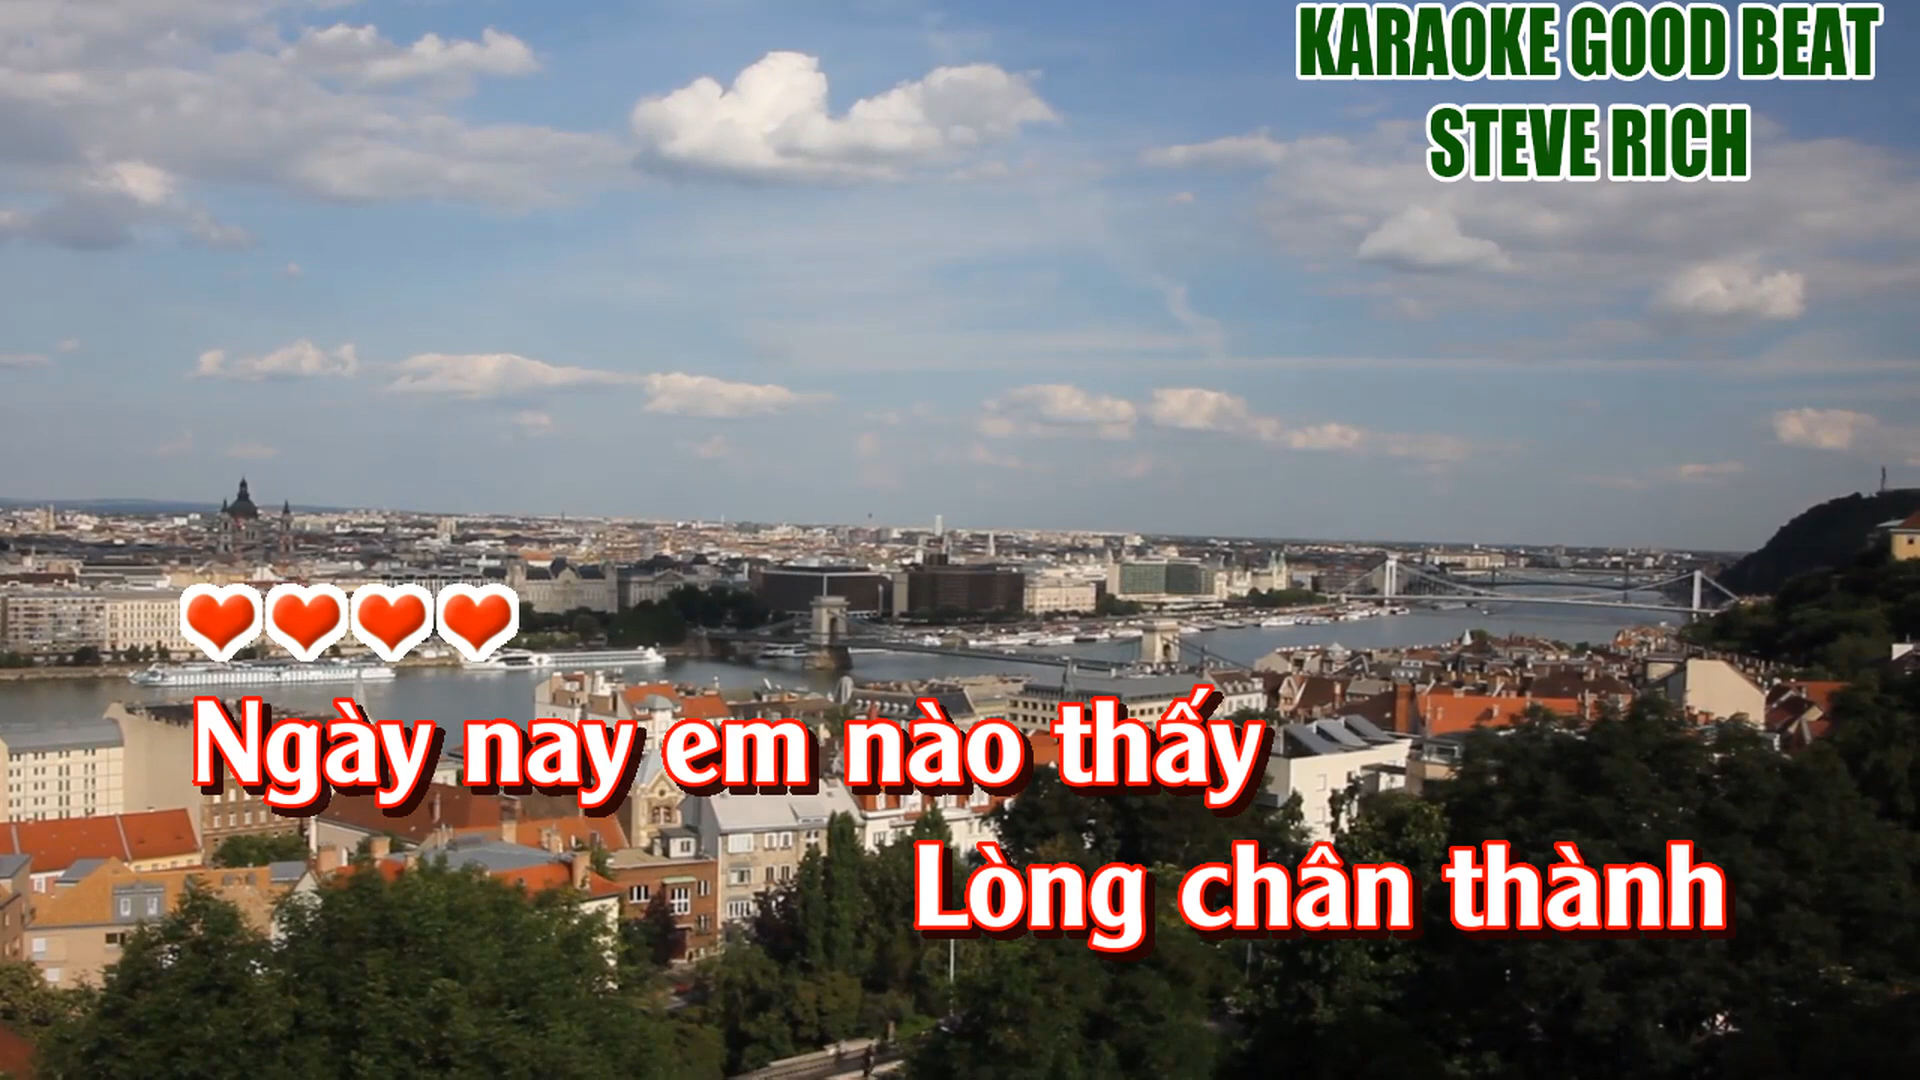 KARAOKE GOOD BEAT
STEVE RICH
Ngày nay em nào thấy
Lòng chân thành